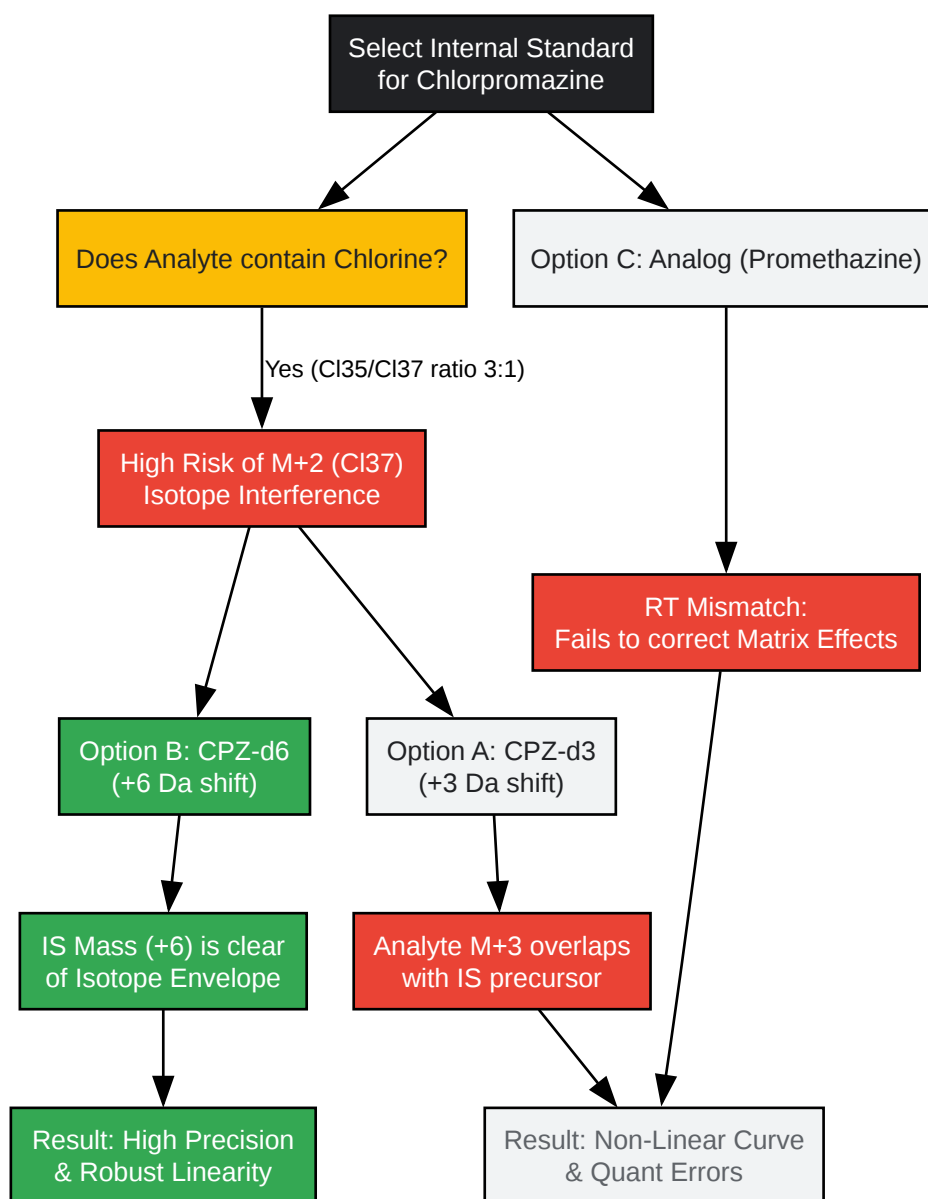 Select Internal Standard
for Chlorpromazine
Does Analyte contain Chlorine?
Option C: Analog (Promethazine)
Yes (Cl35/Cl37 ratio 3:1)
High Risk of M+2 (Cl37)
Isotope Interference
RT Mismatch:
Fails to correct Matrix Effects
Option B: CPZ-d6
(+6 Da shift)
Option A: CPZ-d3
(+3 Da shift)
IS Mass (+6) is clear
of Isotope Envelope
Analyte M+3 overlaps
with IS precursor
Result: High Precision
& Robust Linearity
Result: Non-Linear Curve
& Quant Errors